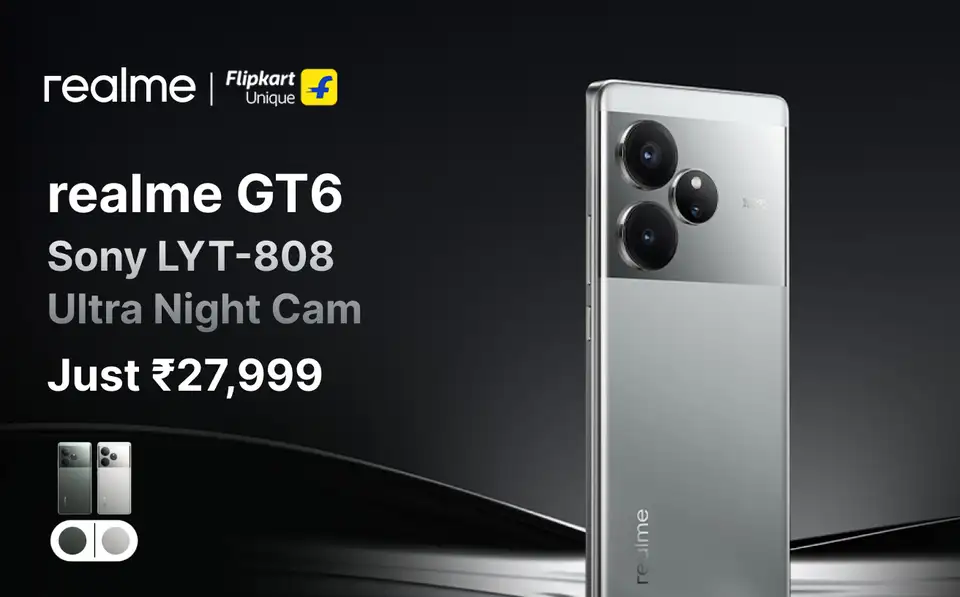 realme | Flipkart
Unique
realme GT6
Sony LYT-808
Ultra Night Cam
Just ₹27,999
realme